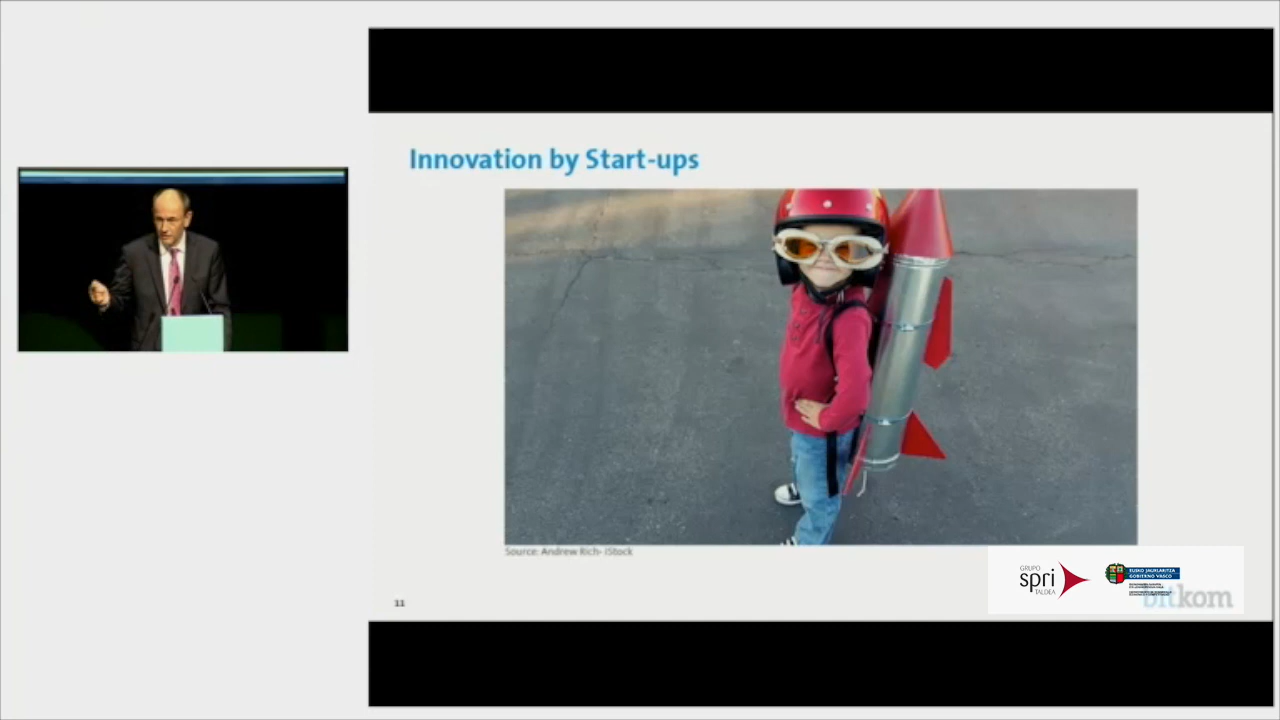 Innovation by Start-ups
Source: Andrew Rich- iStock
GRUPO
spri
TALDEA
EUSKO JAURLARITZA
GOBIERNO VASCO
bitkom
11